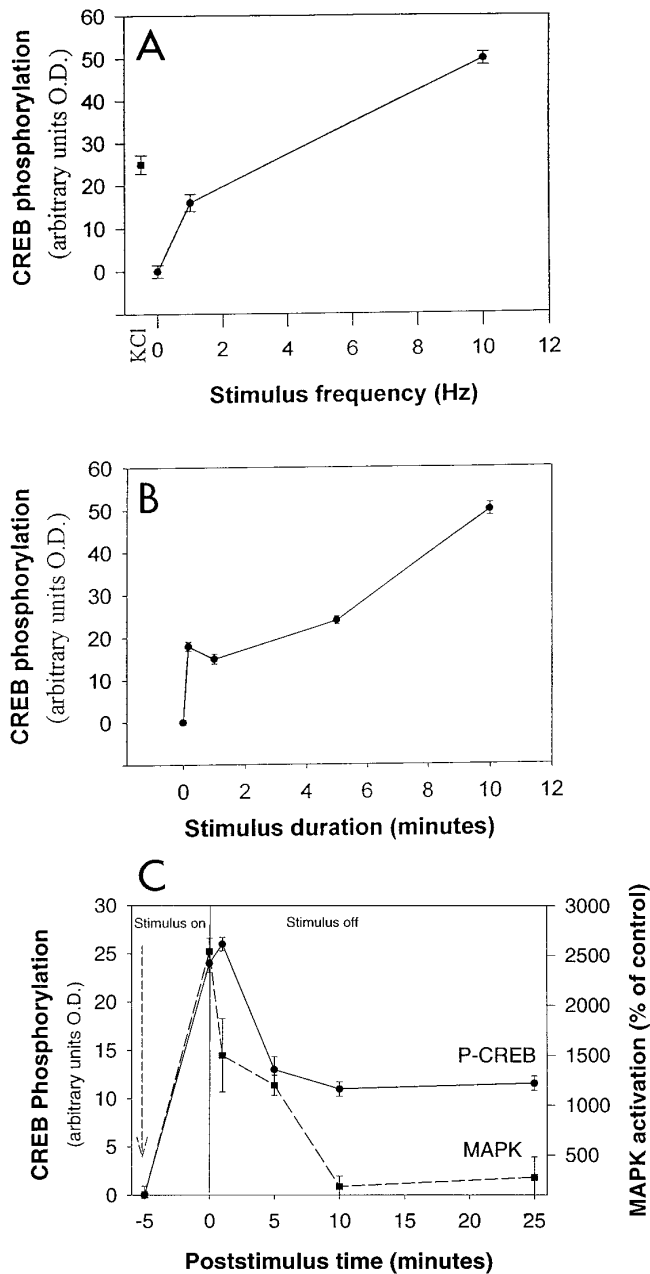 A
60
50
40
30
20
10
0
CREB phosphorylation
(arbitrary units O.D.)
KCl
0 2 4 6 8 10 12
Stimulus frequency (Hz)
B
60
50
40
30
20
10
0
CREB phosphorylation
(arbitrary units O.D.)
0 2 4 6 8 10 12
Stimulus duration (minutes)
C
30
25
20
15
10
5
0
CREB Phosphorylation
(arbitrary units O.D.)
Stimulus on
Stimulus off
P-CREB
MAPK
3000
2500
2000
1500
1000
500
MAPK activation (% of control)
-5 0 5 10 15 20 25
Poststimulus time (minutes)